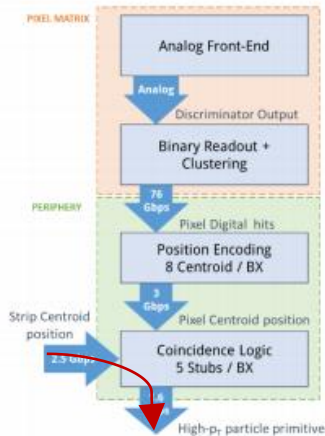 PIXEL MATRIX
Analog Front-End
Analog
Discriminator Output
Binary Readout +
Clustering
76
Gbps
PERIPHERY
Pixel Digital hits
Position Encoding
8 Centroid / BX
3
Gbps
Strip Centroid
position
Pixel Centroid position
2.5 Gbps
Coincidence Logic
5 Stubs / BX
High-pT particle primitive